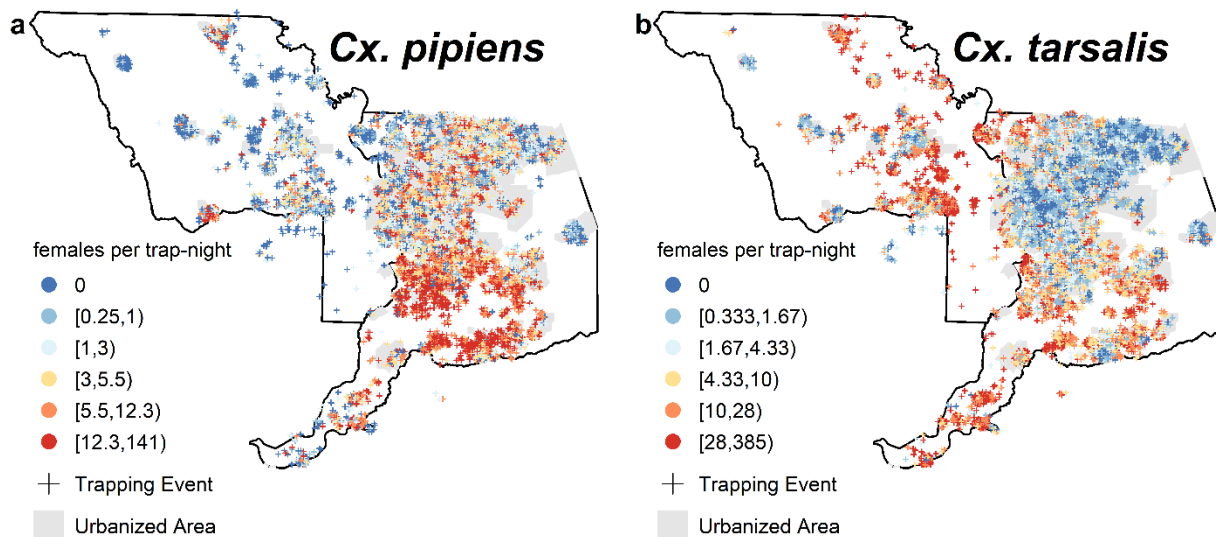 a
Cx. pipiens
females per trap-night
0
[0.25,1)
[1,3)
[3,5.5)
[5.5,12.3)
[12.3,141)
Trapping Event
Urbanized Area
b
Cx. tarsalis
females per trap-night
0
[0.333,1.67)
[1.67,4.33)
[4.33,10)
[10,28)
[28,385)
Trapping Event
Urbanized Area